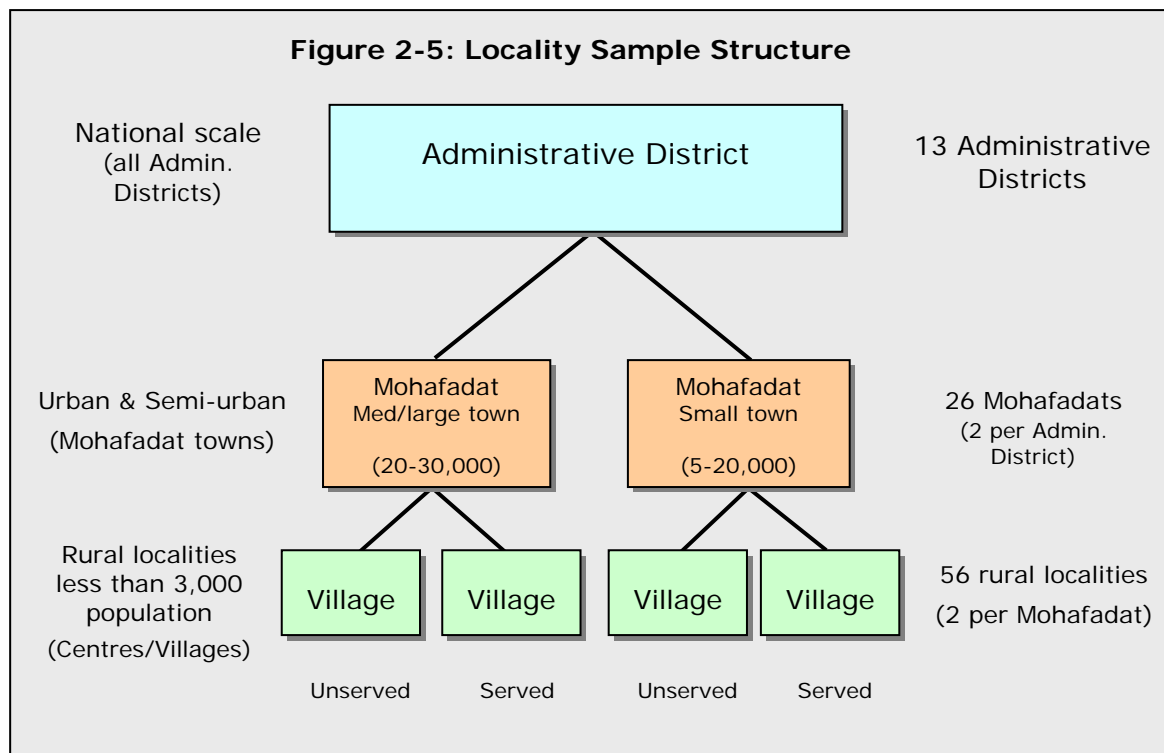 Figure 2-5: Locality Sample Structure
National scale
(all Admin.
Districts)
Administrative District
13 Administrative
Districts
Urban & Semi-urban
(Mohafadat towns)
Mohafadat
Med/large town
(20-30,000)
Mohafadat
Small town
(5-20,000)
26 Mohafadats
(2 per Admin.
District)
Rural localities
less than 3,000
population
(Centres/Villages)
Village
Village
Village
Village
56 rural localities
(2 per Mohafadat)
Unserved
Served
Unserved
Served